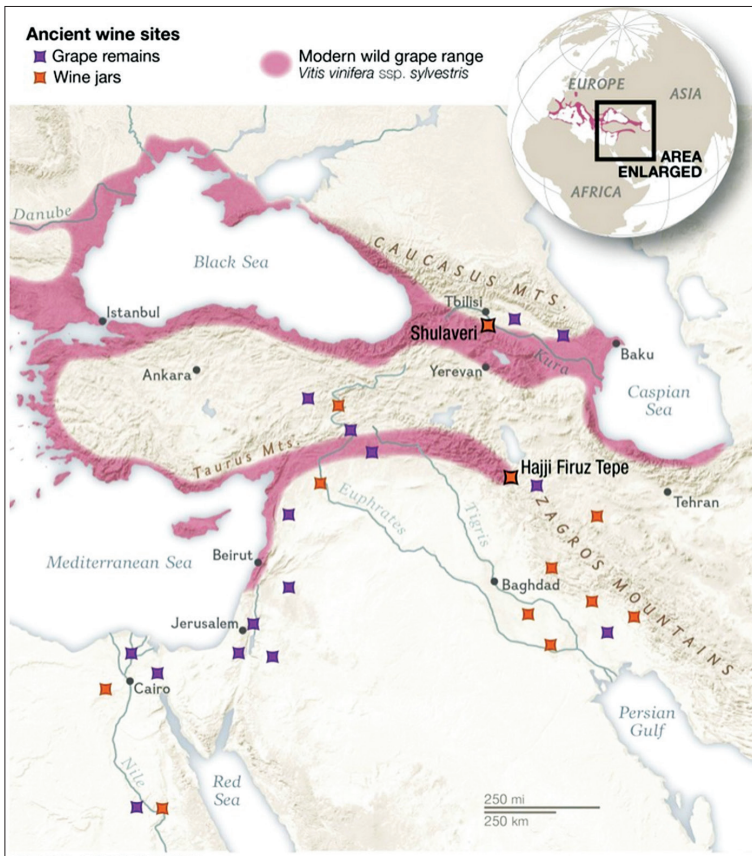 Ancient wine sites
Grape remains
Wine jars
Modern wild grape range
Vitis vinifera ssp. sylvestris
EUROPE
ASIA
AFRICA
AREA
ENLARGED
Danube
Black Sea
CAUCASUS MTS.
Istanbul
Tbilisi
Shulaveri
Kura
Baku
Ankara
Yerevan
Caspian
Sea
Taurus Mts.
Hajji Firuz Tepe
Tehran
Euphrates
Tigris
ZAGROS MOUNTAINS
Mediterranean Sea
Beirut
Baghdad
Jerusalem
Cairo
Persian
Gulf
Nile
Red
Sea
250 mi
250 km